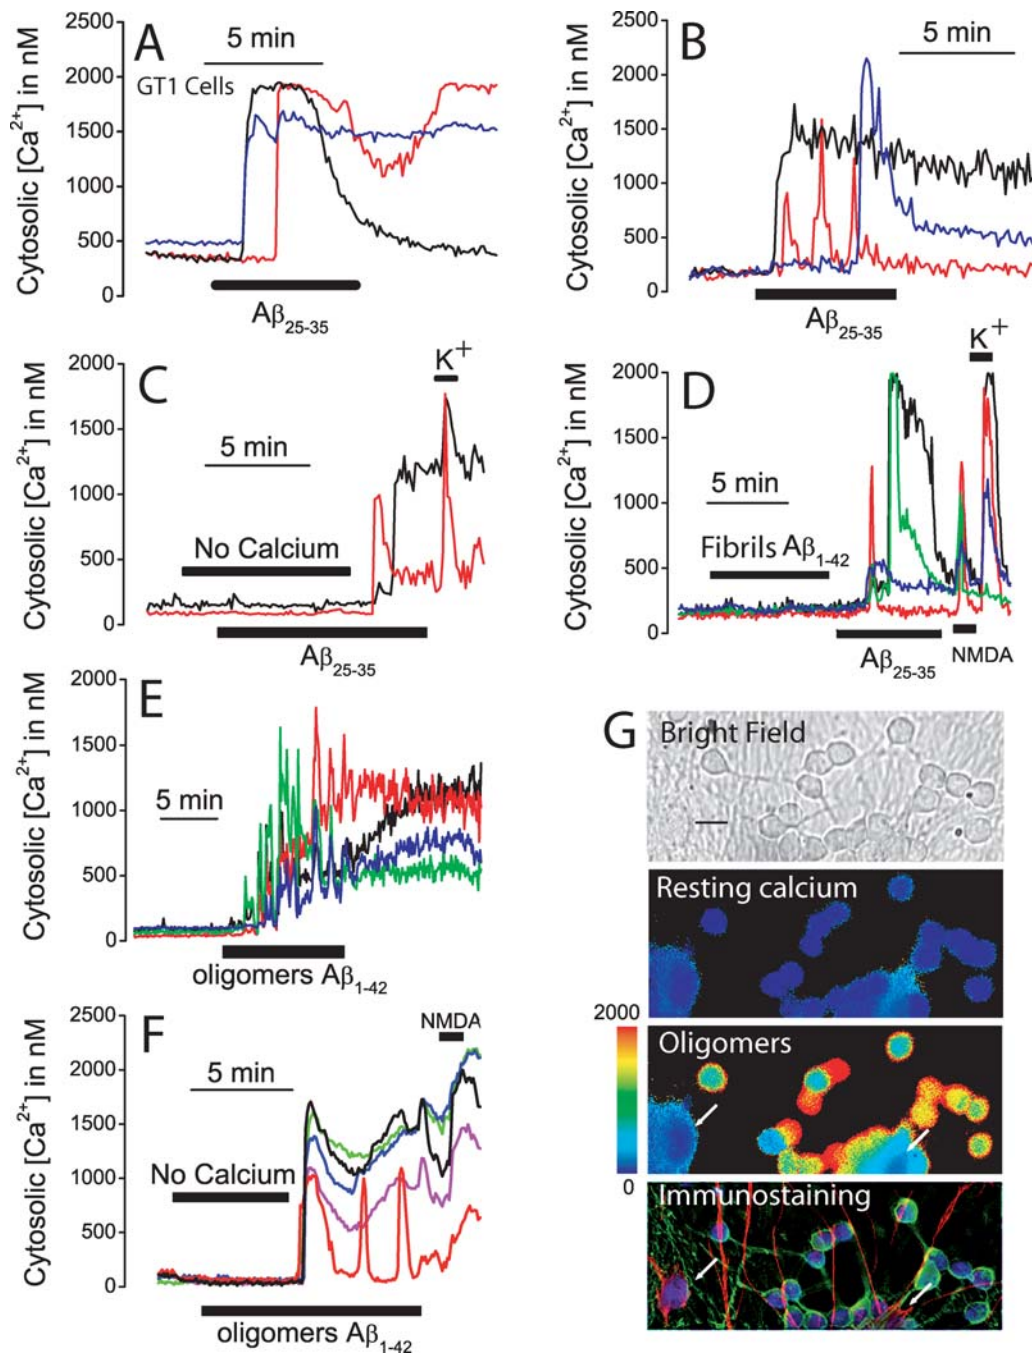 A
5 min
GT1 Cells
Cytosolic [Ca2+] in nM
2500
2000
1500
1000
500
0
Aβ25-35
B
5 min
Cytosolic [Ca2+] in nM
2500
2000
1500
1000
500
0
Aβ25-35
C
K+
5 min
No Calcium
Cytosolic [Ca2+] in nM
2000
1500
1000
500
0
Aβ25-35
D
K+
5 min
Fibrils Aβ1-42
Cytosolic [Ca2+] in nM
2000
1500
1000
500
0
Aβ25-35
NMDA
E
5 min
Cytosolic [Ca2+] in nM
2000
1500
1000
500
0
oligomers Aβ1-42
F
NMDA
5 min
No Calcium
Cytosolic [Ca2+] in nM
2500
2000
1500
1000
500
0
oligomers Aβ1-42
G
Bright Field
Resting calcium
2000
Oligomers
0
Immunostaining